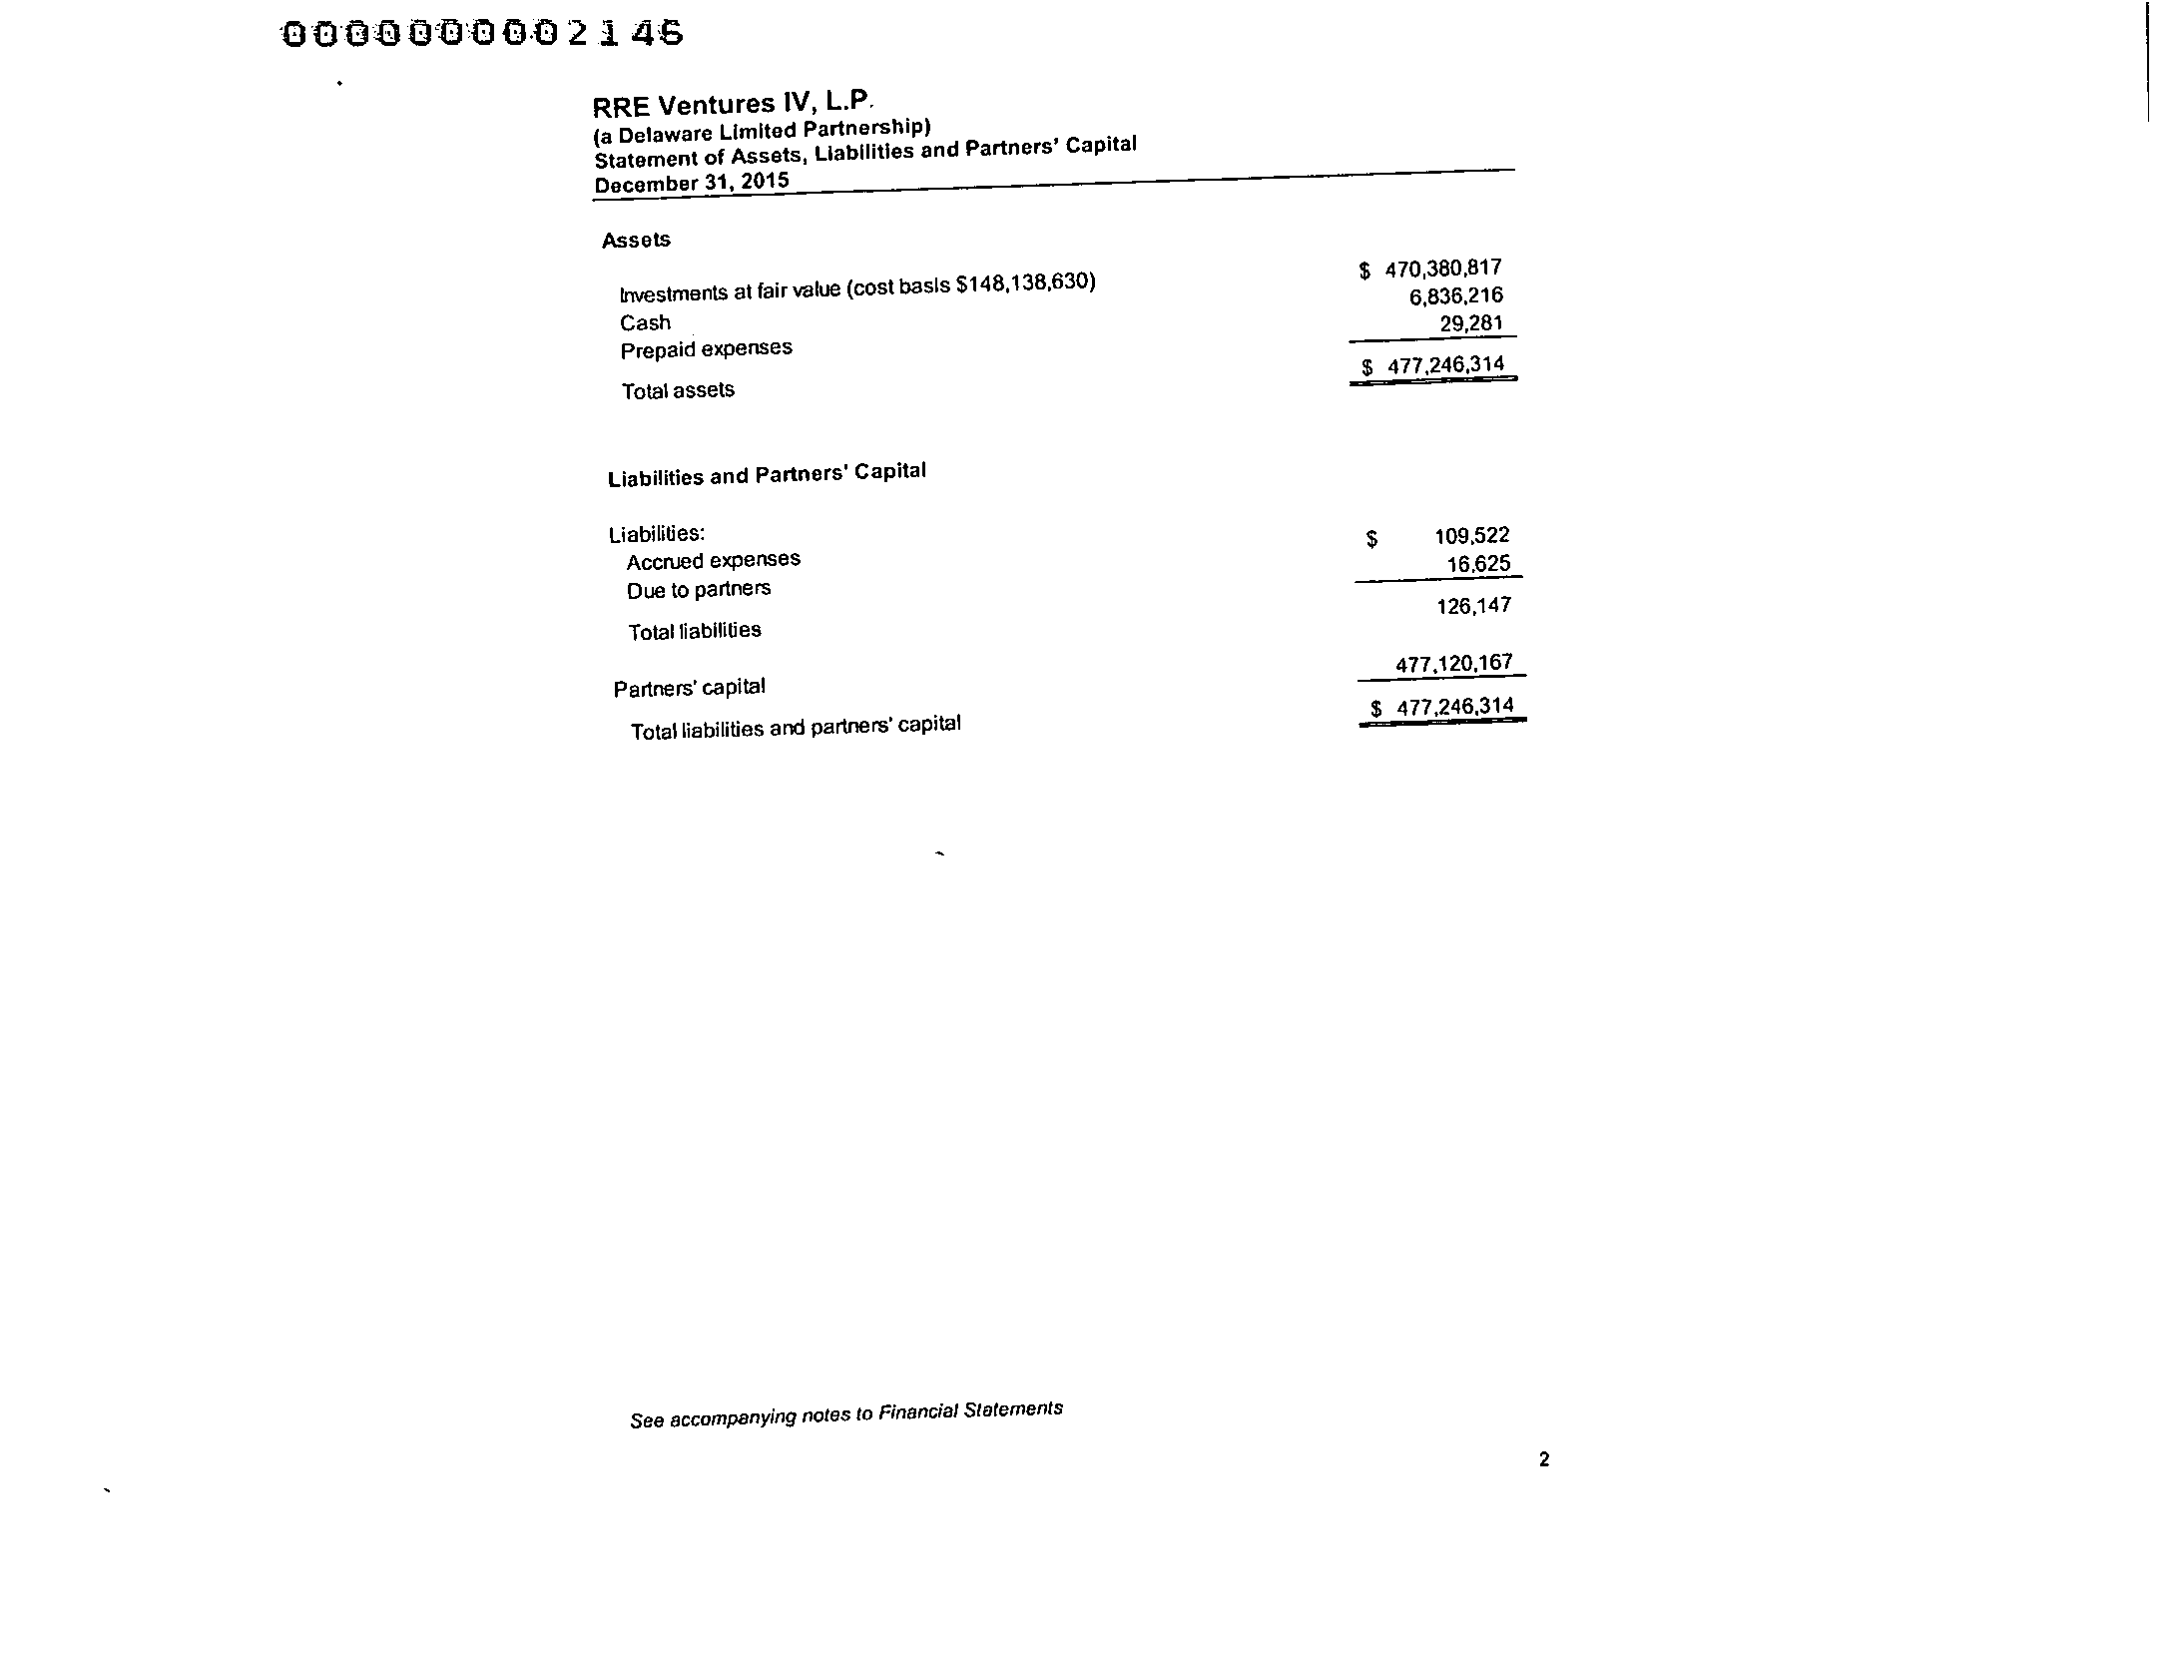 0000000002146
RRE Ventures IV, L.P.
(a Delaware Limited Partnership)
Statement of Assets, Liabilities and Partners' Capital
December 31, 2015
Assets
Investments at fair value (cost basis $148,138,630) $ 470,380,817
Cash 6,836,216
Prepaid expenses 29,281
Total assets $ 477,246,314
Liabilities and Partners' Capital
Liabilities:
Accrued expenses $ 109,522
Due to partners 16,625
Total liabilities 126,147
Partners' capital 477,120,167
Total liabilities and partners' capital $ 477,246,314
See accompanying notes to Financial Statements
2